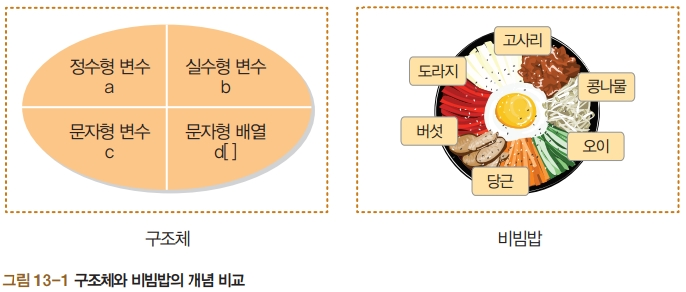 정수형 변수
a
실수형 변수
b
문자형 변수
c
문자형 배열
d[ ]
구조체
고사리
도라지
콩나물
버섯
오이
당근
비빔밥
그림 13-1 구조체와 비빔밥의 개념 비교